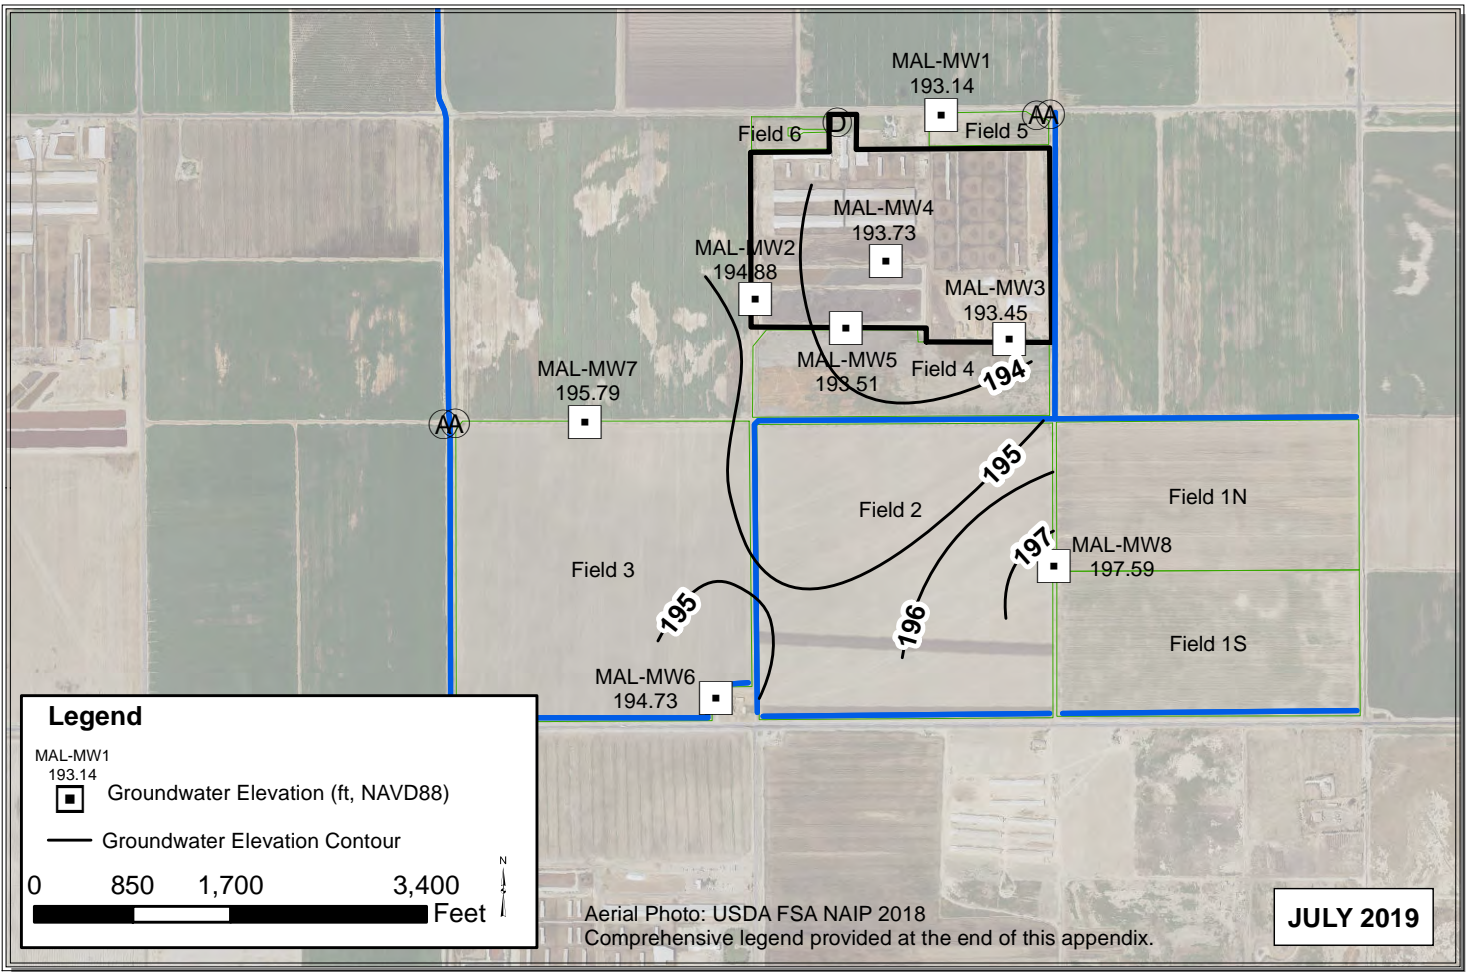 MAL-MW1
193.14
AA
D
Field 6
Field 5
MAL-MW4
193.73
MAL-MW2
194.88
MAL-MW3
193.45
MAL-MW5
193.51
Field 4
194
MAL-MW7
195.79
AA
195
Field 2
Field 1N
197
MAL-MW8
197.59
Field 3
195
196
Field 1S
MAL-MW6
194.73
Legend
MAL-MW1
193.14
Groundwater Elevation (ft, NAVD88)
Groundwater Elevation Contour
N
0 850 1,700 3,400
Feet
Aerial Photo: USDA FSA NAIP 2018
Comprehensive legend provided at the end of this appendix.
JULY 2019